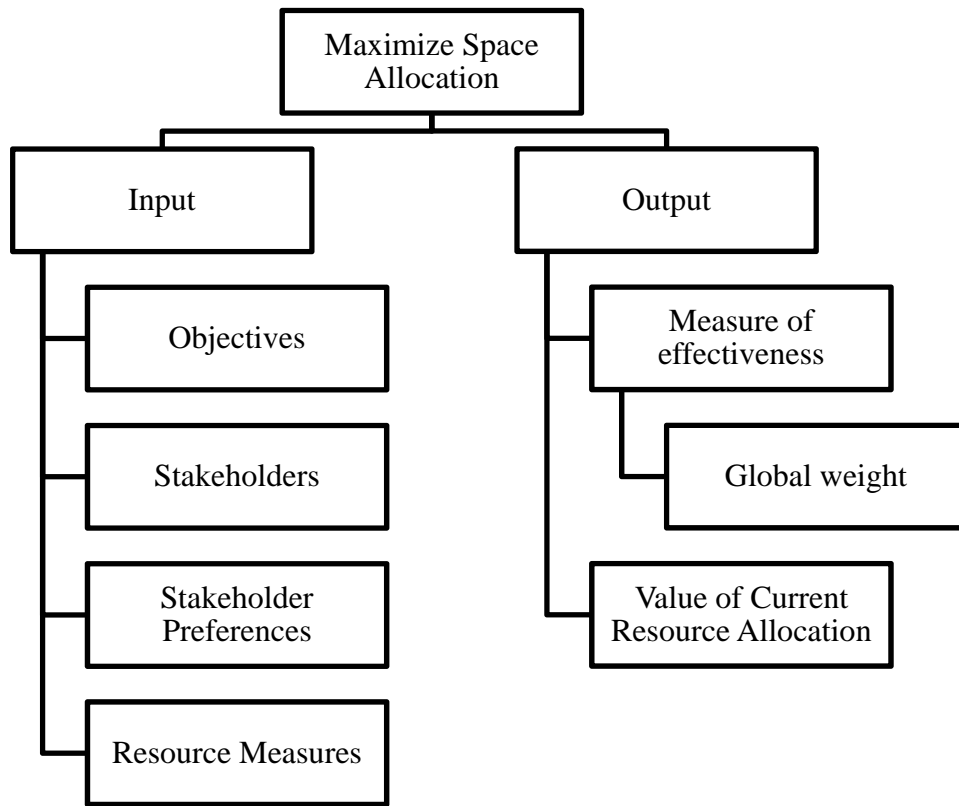 Maximize Space
Allocation
Input
Output
Objectives
Measure of
effectiveness
Stakeholders
Global weight
Stakeholder
Preferences
Value of Current
Resource Allocation
Resource Measures